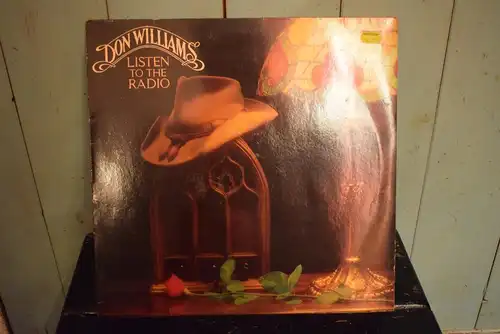 DON WILLIAMS
LISTEN
TO THE
RADIO